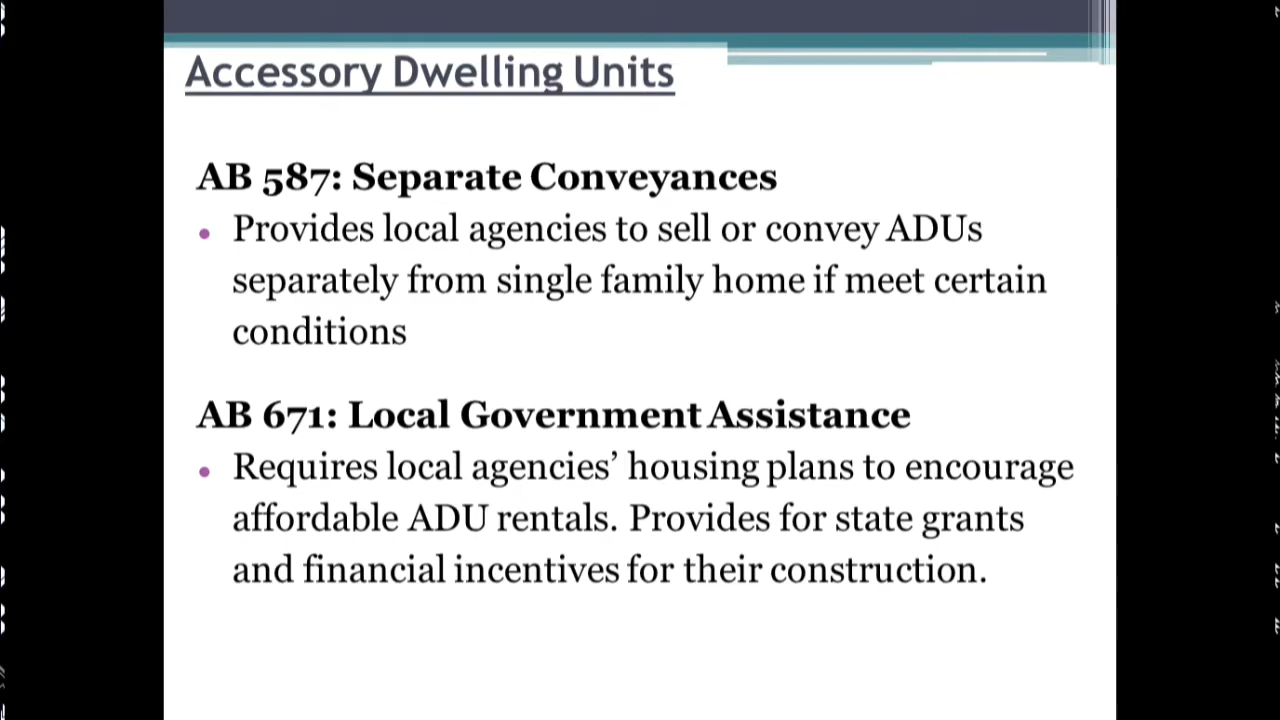 Accessory Dwelling Units
AB 587: Separate Conveyances
• Provides local agencies to sell or convey ADUs
separately from single family home if meet certain
conditions
AB 671: Local Government Assistance
• Requires local agencies’ housing plans to encourage
affordable ADU rentals. Provides for state grants
and financial incentives for their construction.